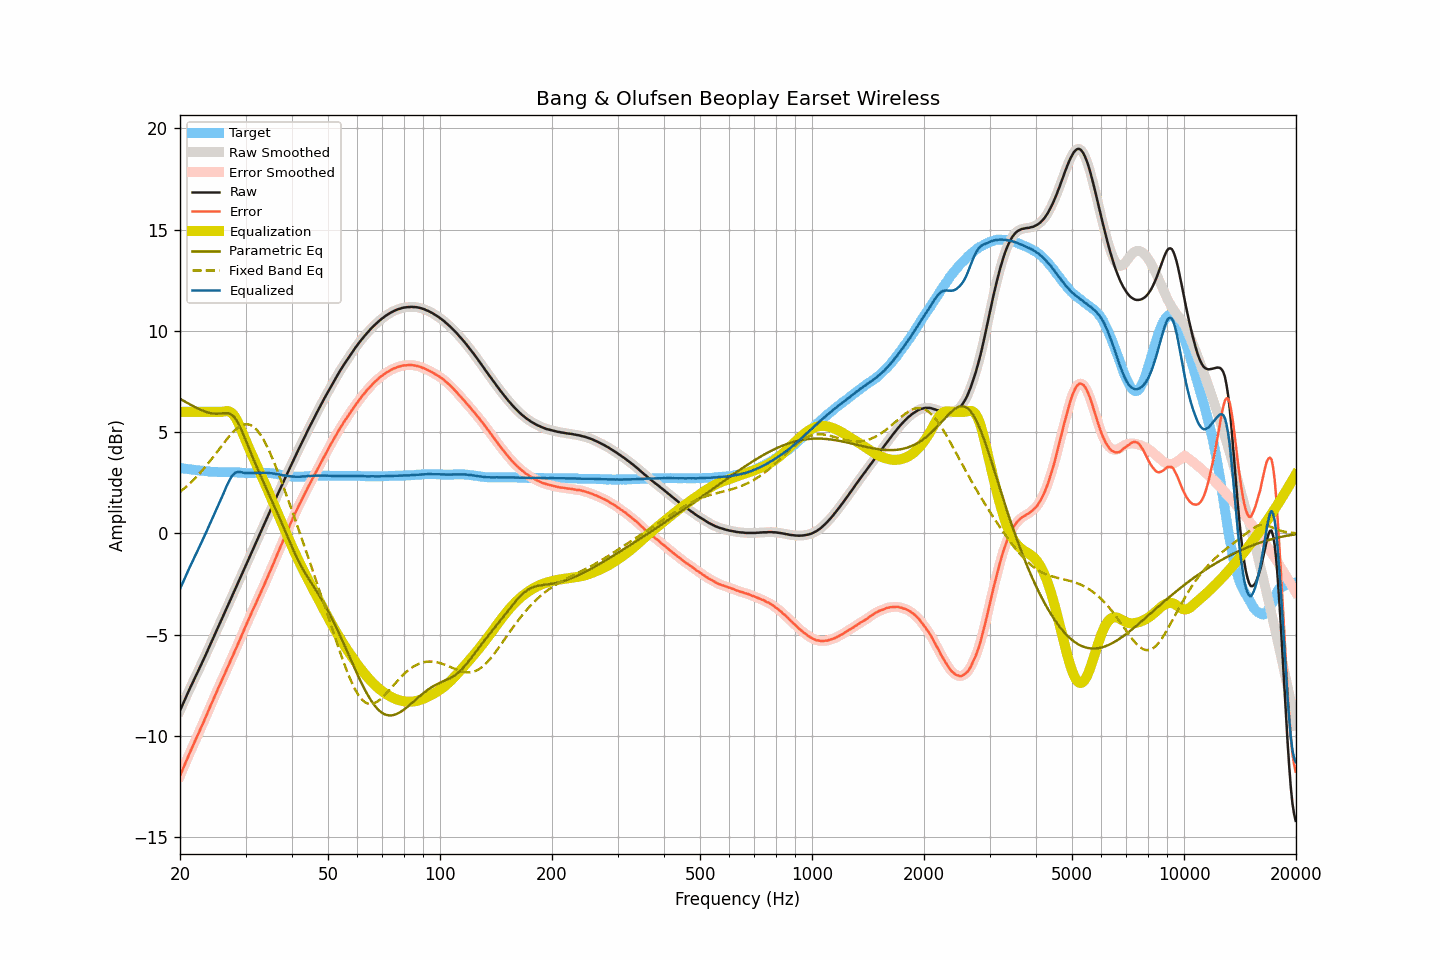 Bang & Olufsen Beoplay Earset Wireless
Target
Raw Smoothed
Error Smoothed
Raw
Error
Equalization
Parametric Eq
Fixed Band Eq
Equalized
20
15
10
5
0
−5
−10
−15
Amplitude (dBr)
20 50 100 200 500 1000 2000 5000 10000 20000
Frequency (Hz)